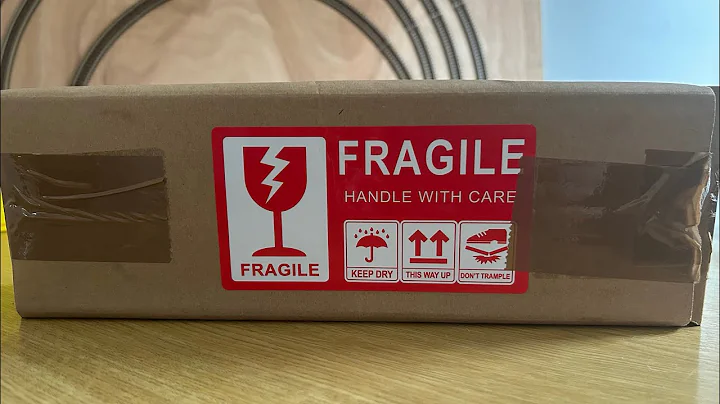 FRAGILE
HANDLE WITH CARE
FRAGILE
KEEP DRY
THIS WAY UP
DON'T TRAMPLE